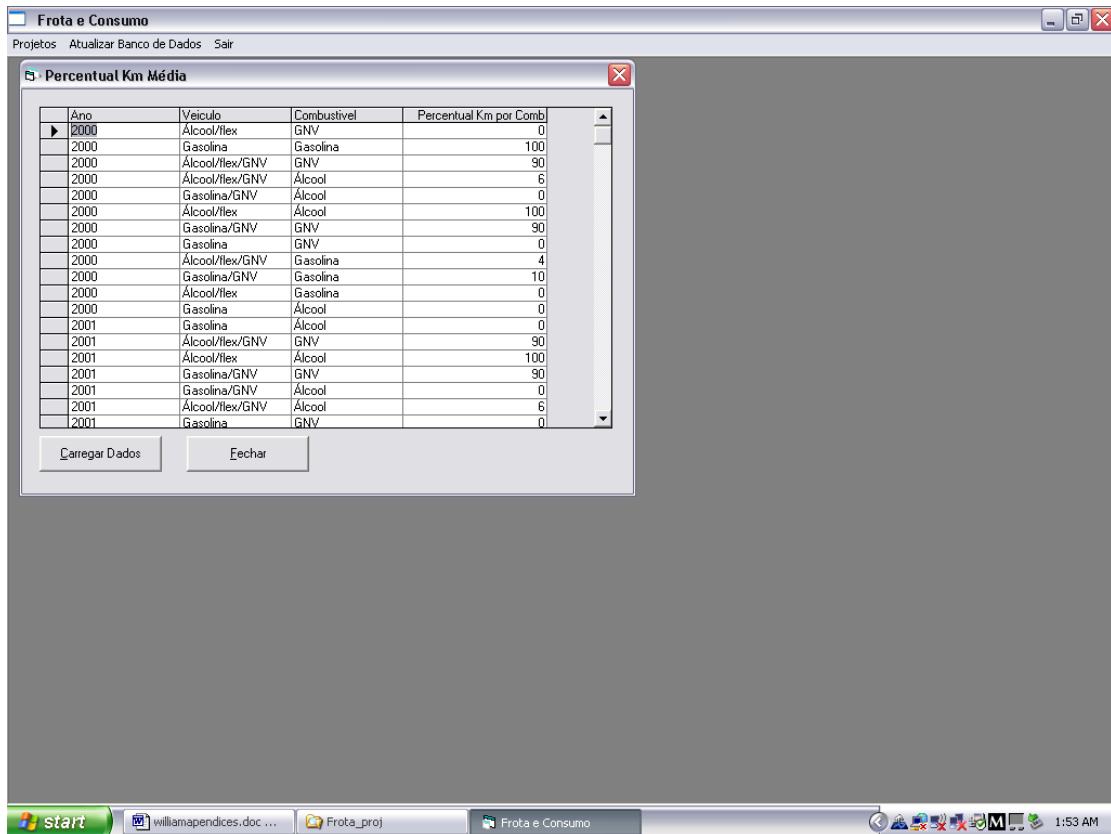 Frota e Consumo
Projetos Atualizar Banco de Dados Sair
Percentual Km Média
Ano Veiculo Combustivel Percentual Km por Comb
2000 Álcool/flex GNV 0
2000 Gasolina Gasolina 100
2000 Álcool/flex/GNV GNV 90
2000 Álcool/flex/GNV Álcool 6
2000 Gasolina/GNV Álcool 0
2000 Álcool/flex Álcool 100
2000 Gasolina/GNV GNV 90
2000 Gasolina GNV 0
2000 Álcool/flex/GNV Gasolina 4
2000 Gasolina/GNV Gasolina 10
2000 Álcool/flex Gasolina 0
2000 Gasolina Álcool 0
2001 Gasolina Álcool 0
2001 Álcool/flex/GNV GNV 90
2001 Álcool/flex Álcool 100
2001 Gasolina/GNV GNV 90
2001 Gasolina/GNV Álcool 0
2001 Álcool/flex/GNV Álcool 6
2001 Gasolina GNV 0
Carregar Dados Fechar
start williamapendices.doc ... Frota_proj Frota e Consumo M 1:53 AM